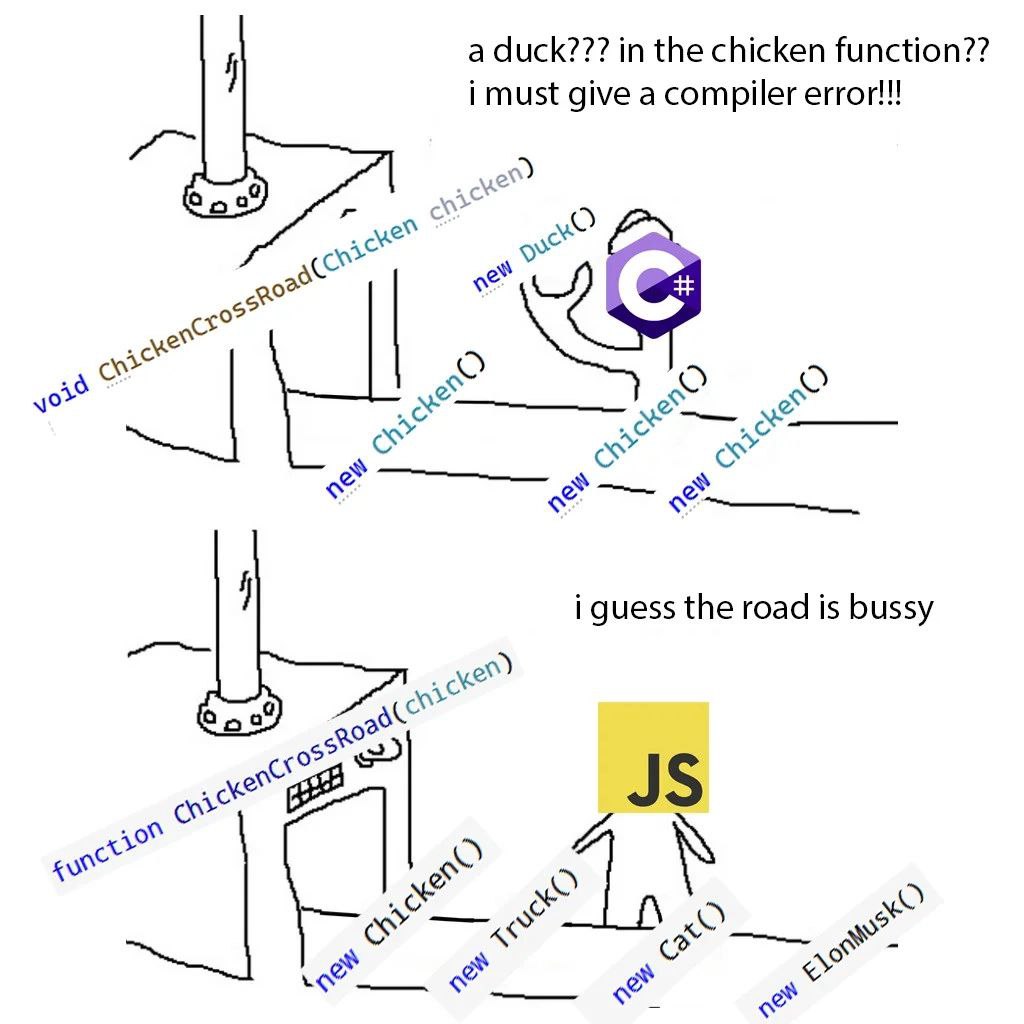 a duck??? in the chicken function??
i must give a compiler error!!!
void ChickenCrossRoad(Chicken chicken)
new Duck()
C#
new Chicken()
new Chicken()
new Chicken()
i guess the road is bussy
function ChickenCrossRoad(chicken)
JS
new Chicken()
new Truck()
new Cat()
new ElonMusk()